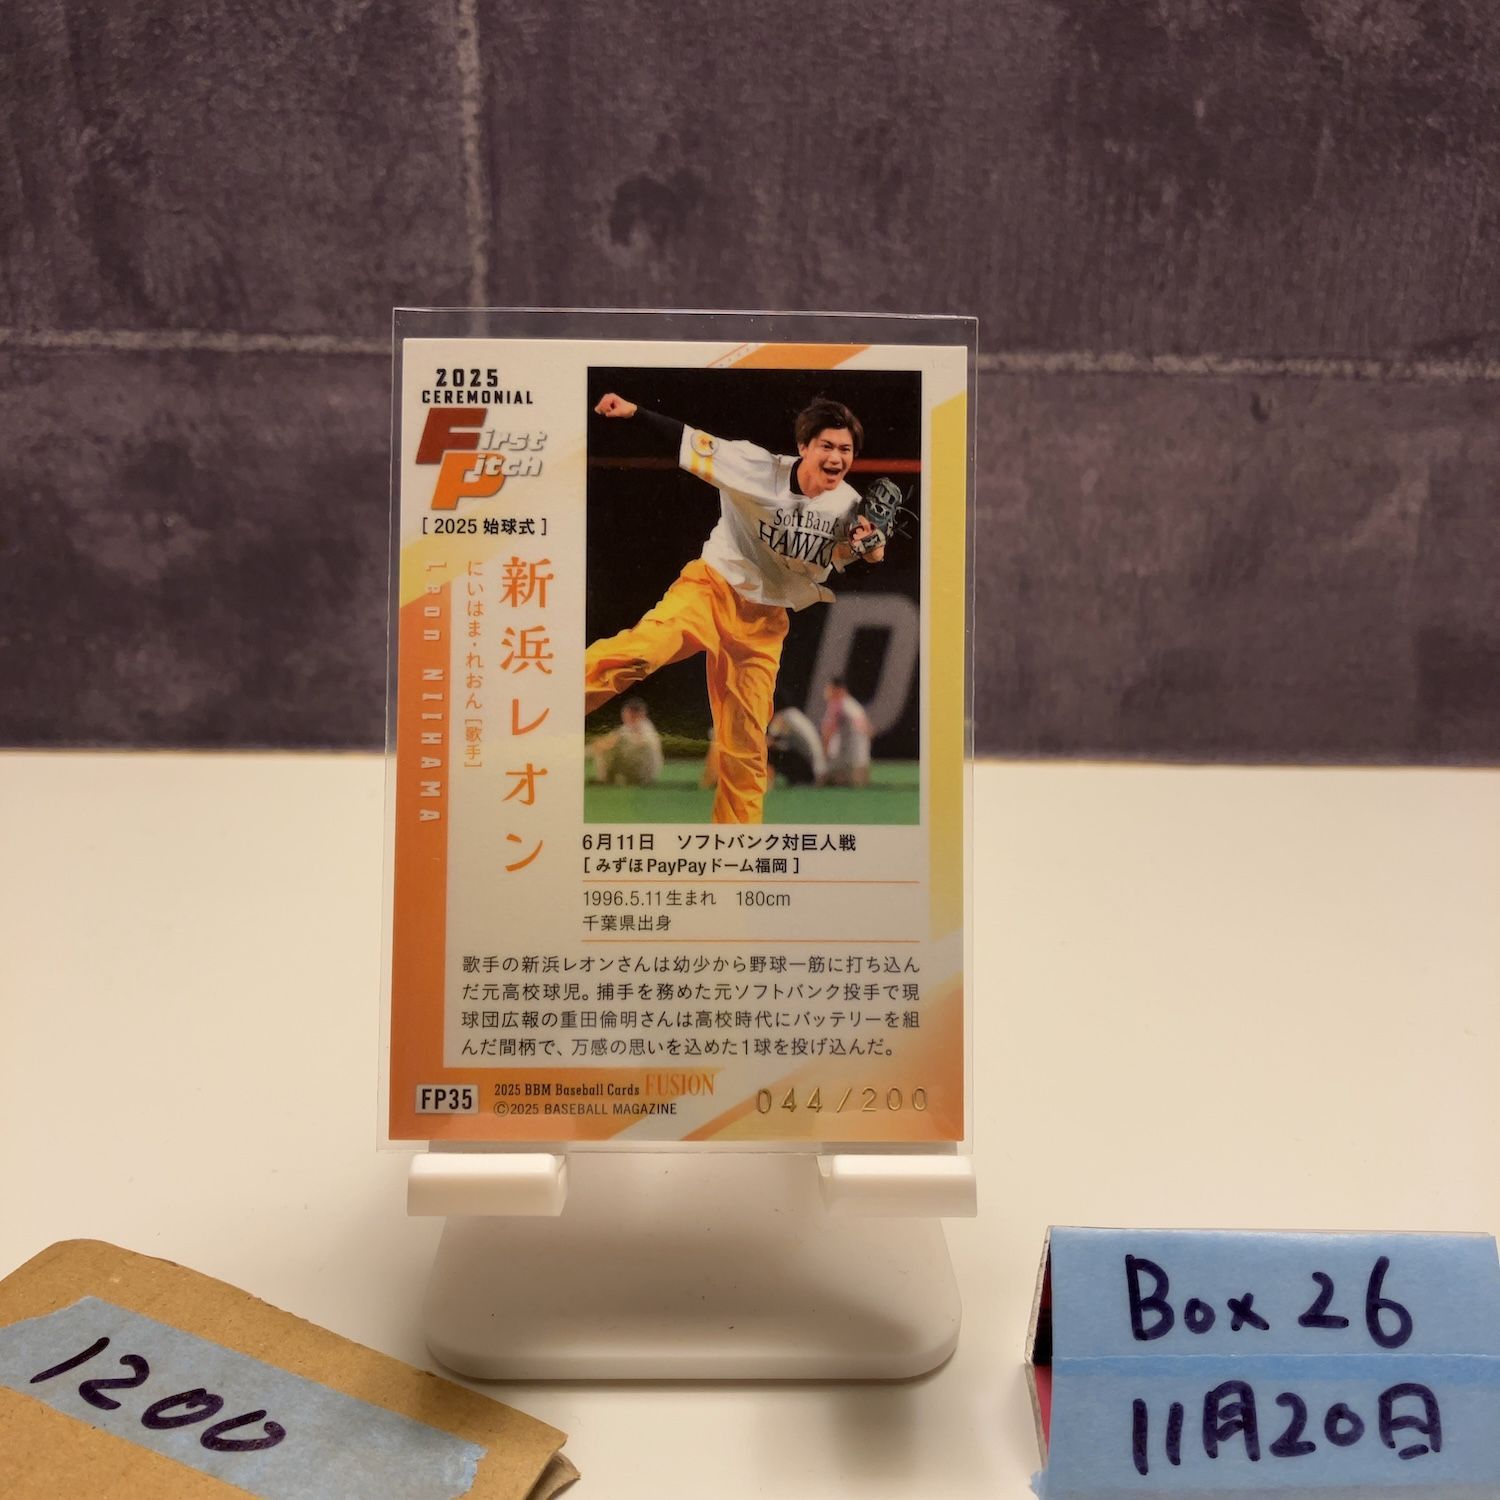 2025
CEREMONIAL
First
Pitch
[ 2025 始球式 ]
新浜レオン
にいはま・れおん [歌手]
Leon NIIHAMA
SoftBank
HAWKS
6月11日 ソフトバンク対巨人戦
[ みずほPayPayドーム福岡 ]
1996.5.11生まれ 180cm
千葉県出身
歌手の新浜レオンさんは幼少から野球一筋に打ち込ん
だ元高校球児。捕手を務めた元ソフトバンク投手で現
球団広報の重田倫明さんは高校時代にバッテリーを組
んだ間柄で、万感の思いを込めた1球を投げ込んだ。
FP35
2025 BBM Baseball Cards FUSION
©2025 BASEBALL MAGAZINE
044/200
1200
Box 26
11月20日